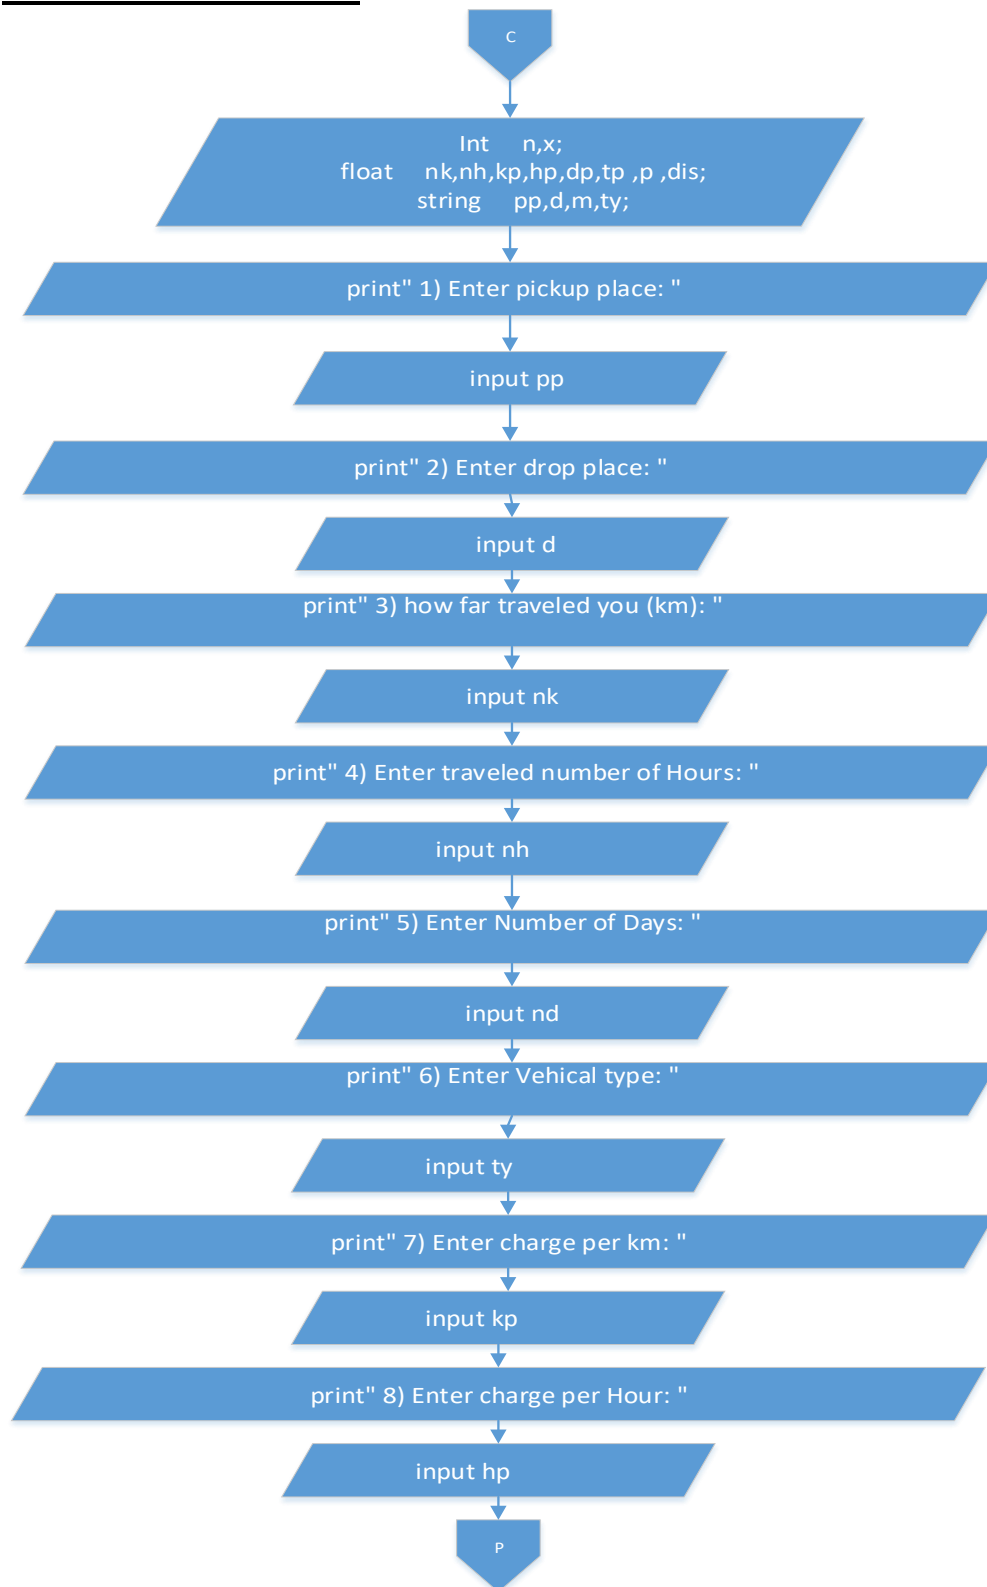 C
Int n,x;
float nk,nh,kp,hp,dp,tp ,p ,dis;
string pp,d,m,ty;
print" 1) Enter pickup place: "
input pp
print" 2) Enter drop place: "
input d
print" 3) how far traveled you (km): "
input nk
print" 4) Enter traveled number of Hours: "
input nh
print" 5) Enter Number of Days: "
input nd
print" 6) Enter Vehical type: "
input ty
print" 7) Enter charge per km: "
input kp
print" 8) Enter charge per Hour: "
input hp
P